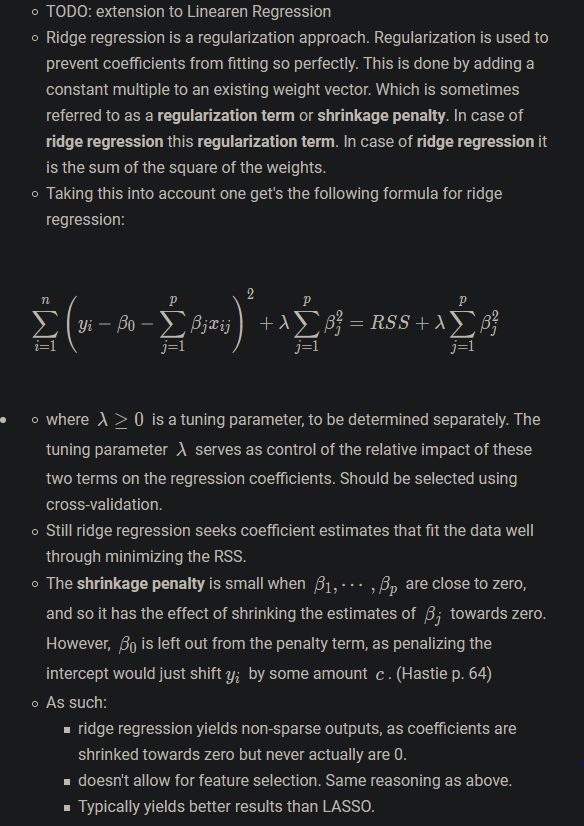 TODO: extension to Linearen Regression
Ridge regression is a regularization approach. Regularization is used to
prevent coefficients from fitting so perfectly. This is done by adding a
constant multiple to an existing weight vector. Which is sometimes
referred to as a regularization term or shrinkage penalty. In case of
ridge regression this regularization term. In case of ridge regression it
is the sum of the square of the weights.
Taking this into account one get's the following formula for ridge
regression:
\sum_{i=1}^{n} \left( y_i - \beta_0 - \sum_{j=1}^{p} \beta_j x_{ij} \right)^2 + \lambda \sum_{j=1}^{p} \beta_j^2 = RSS + \lambda \sum_{j=1}^{p} \beta_j^2
where λ ≥ 0 is a tuning parameter, to be determined separately. The
tuning parameter λ serves as control of the relative impact of these
two terms on the regression coefficients. Should be selected using
cross-validation.
Still ridge regression seeks coefficient estimates that fit the data well
through minimizing the RSS.
The shrinkage penalty is small when β₁, ⋯ , βₚ are close to zero,
and so it has the effect of shrinking the estimates of βⱼ towards zero.
However, β₀ is left out from the penalty term, as penalizing the
intercept would just shift yᵢ by some amount c . (Hastie p. 64)
As such:
ridge regression yields non-sparse outputs, as coefficients are
shrinked towards zero but never actually are 0.
doesn't allow for feature selection. Same reasoning as above.
Typically yields better results than LASSO.